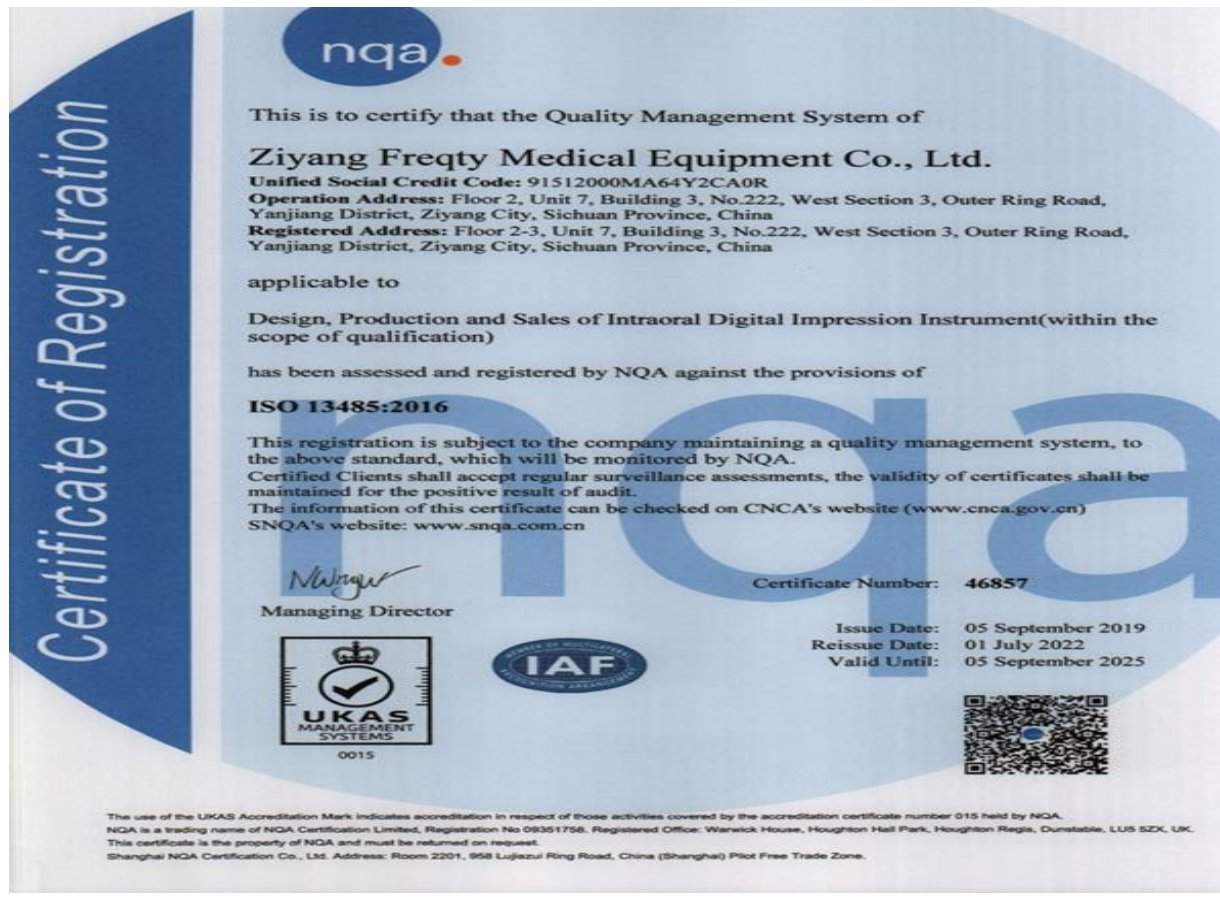 nqa.
This is to certify that the Quality Management System of
Ziyang Freqty Medical Equipment Co., Ltd.
Unified Social Credit Code: 91512000MA64Y2CA0R
Operation Address: Floor 2, Unit 7, Building 3, No.222, West Section 3, Outer Ring Road,
Yanjiang District, Ziyang City, Sichuan Province, China
Registered Address: Floor 2-3, Unit 7, Building 3, No.222, West Section 3, Outer Ring Road,
Yanjiang District, Ziyang City, Sichuan Province, China
applicable to
Design, Production and Sales of Intraoral Digital Impression Instrument(within the
scope of qualification)
has been assessed and registered by NQA against the provisions of
ISO 13485:2016
This registration is subject to the company maintaining a quality management system, to
the above standard, which will be monitored by NQA.
Certified Clients shall accept regular surveillance assessments, the validity of certificates shall be
maintained for the positive result of audit.
The information of this certificate can be checked on CNCA's website (www.cnca.gov.cn)
SNQA's website: www.snqa.com.cn
Certificate of Registration
nqa
Managing Director
Certificate Number: 46857
Issue Date: 05 September 2019
Reissue Date: 01 July 2022
Valid Until: 05 September 2025
UKAS
MANAGEMENT
SYSTEMS
0015
MEMBER OF MULTILATERAL
IAF
RECOGNITION ARRANGEMENT
The use of the UKAS Accreditation Mark indicates accreditation in respect of those activities covered by the accreditation certificate number 015 held by NQA.
NQA is a trading name of NQA Certification Limited, Registration No 09351758. Registered Office: Warwick House, Houghton Hall Park, Houghton Regis, Dunstable, LU5 5ZX, UK.
This certificate is the property of NQA and must be returned on request.
Shanghai NQA Certification Co., Ltd. Address: Room 2201, 958 Lujiazui Ring Road, China (Shanghai) Pilot Free Trade Zone.